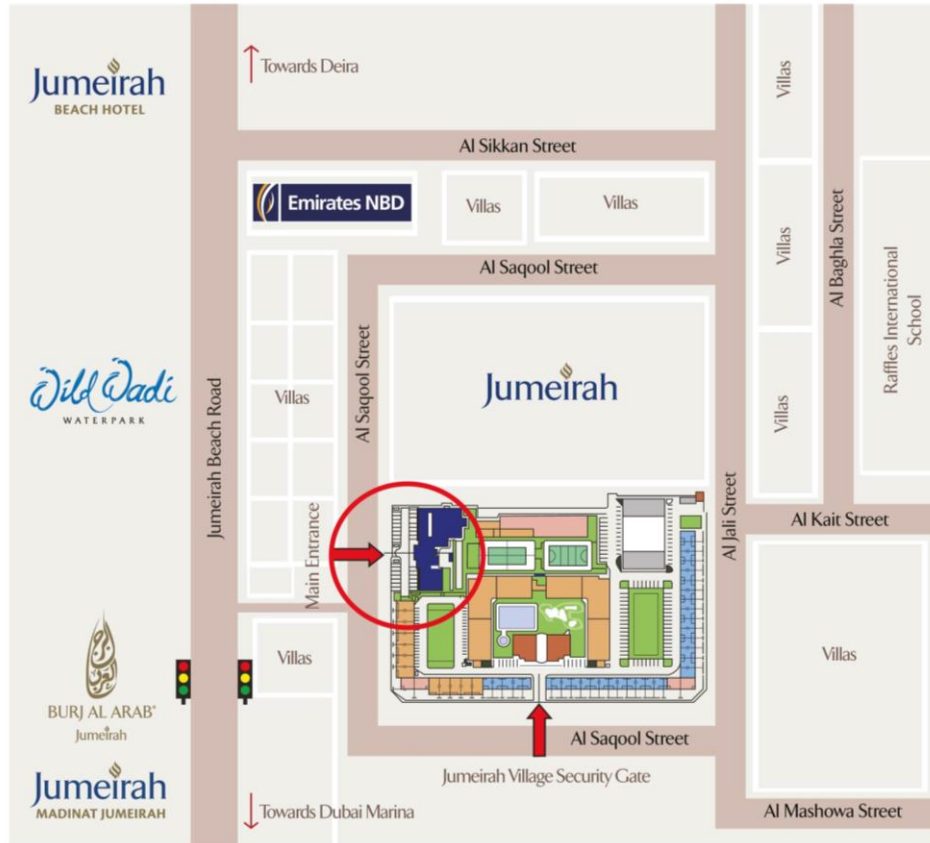 Jumeirah
BEACH HOTEL
Towards Deira
Villas
Al Sikkan Street
Emirates NBD
Villas
Villas
Villas
Al Baghla Street
Raffles International
School
Al Saqool Street
Al Saqool Street
Wild Wadi
WATERPARK
Jumeirah Beach Road
Villas
Jumeirah
Villas
Al Jali Street
Al Kait Street
Main Entrance
Villas
Villas
BURJ AL ARAB
Jumeirah
Al Saqool Street
Jumeirah Village Security Gate
Jumeirah
MADINAT JUMEIRAH
Towards Dubai Marina
Al Mashowa Street